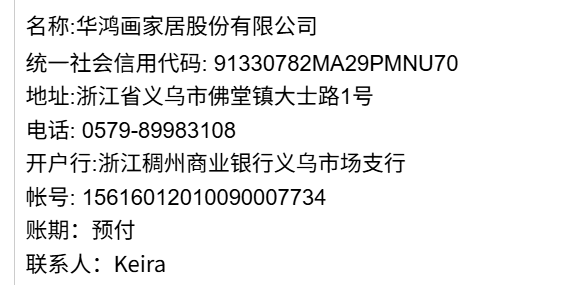 名称:华鸿画家居股份有限公司
统一社会信用代码: 91330782MA29PMNU70
地址:浙江省义乌市佛堂镇大士路1号
电话: 0579-89983108
开户行:浙江稠州商业银行义乌市场支行
帐号: 15616012010090007734
账期：预付
联系人：Keira